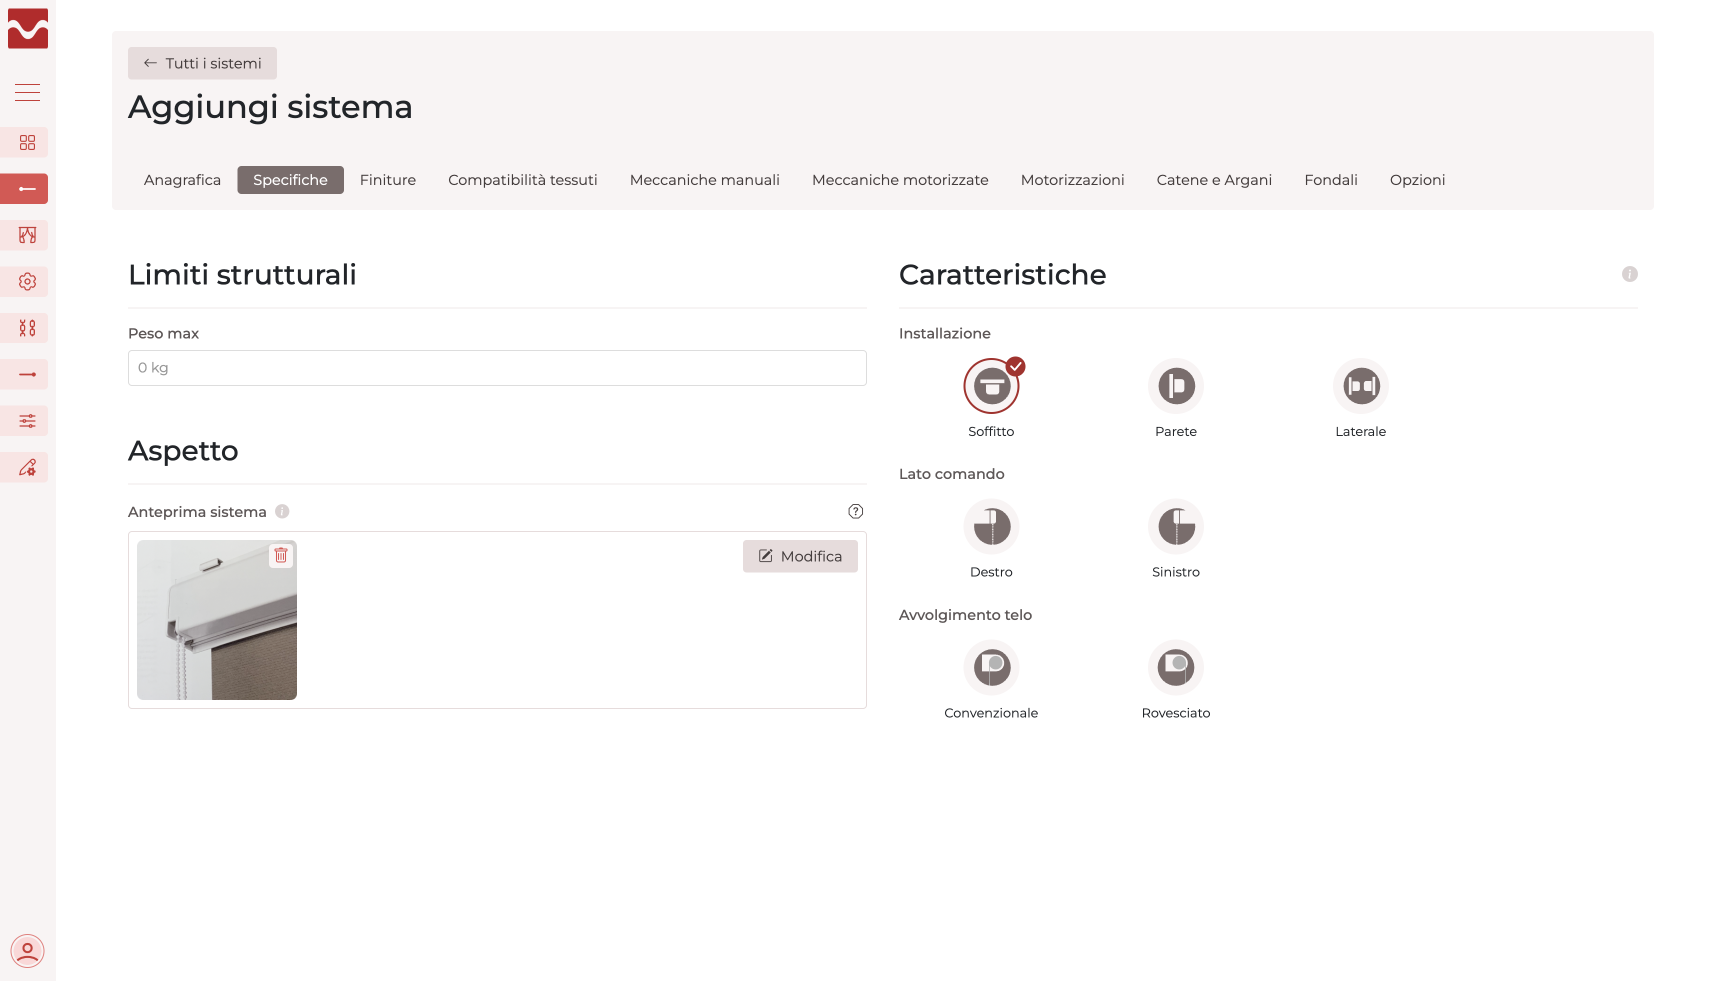 Tutti i sistemi
Aggiungi sistema
Anagrafica Specifiche Finiture Compatibilità tessuti Meccaniche manuali Meccaniche motorizzate Motorizzazioni Catene e Argani Fondali Opzioni
Limiti strutturali
Peso max
0 kg
Aspetto
Anteprima sistema
Modifica
Caratteristiche
Installazione
Soffitto Parete Laterale
Lato comando
Destro Sinistro
Avvolgimento telo
Convenzionale Rovesciato